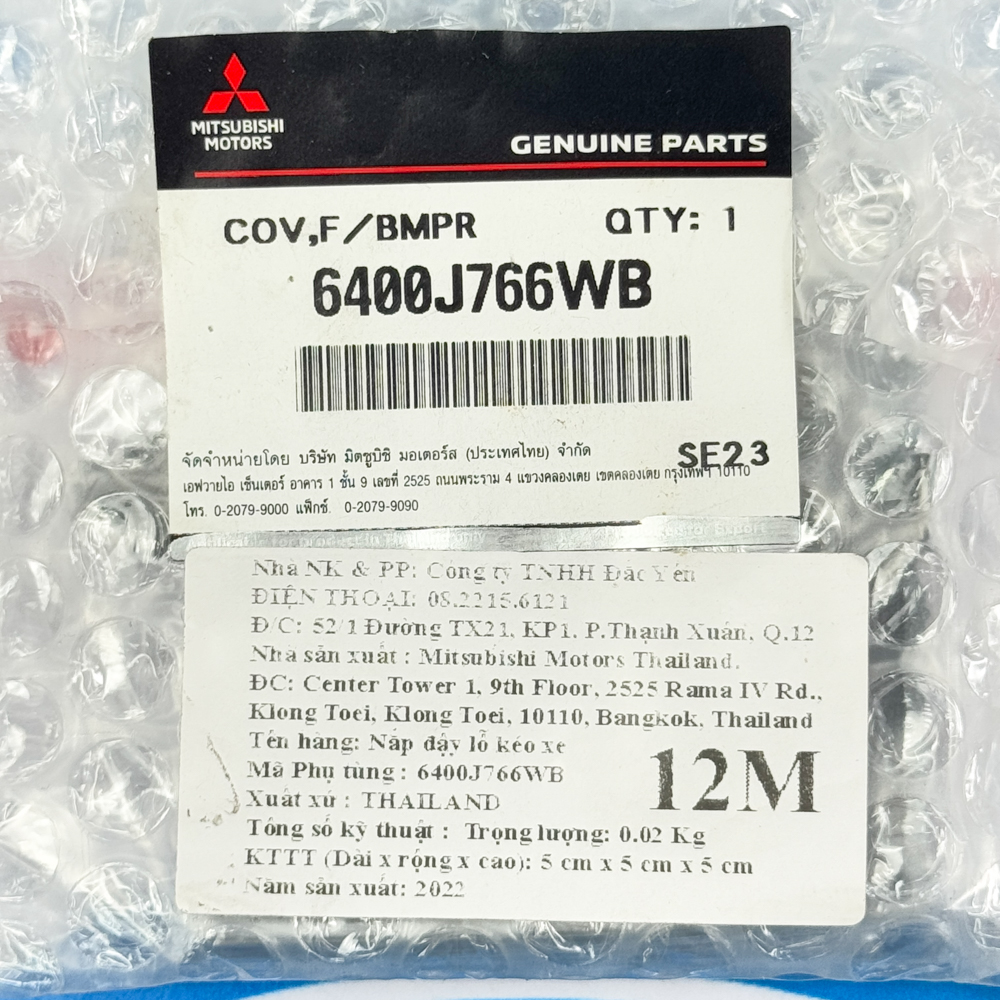 MITSUBISHI
MOTORS
GENUINE PARTS
COV,F/BMPR QTY: 1
6400J766WB
SE23
จัดจำหน่ายโดย บริษัท มิตซูบิชิ มอเตอร์ส (ประเทศไทย) จำกัด
เอฟวายไอ เซ็นเตอร์ อาคาร 1 ชั้น 9 เลขที่ 2525 ถนนพระราม 4 แขวงคลองเตย เขตคลองเตย กรุงเทพฯ 10110
โทร. 0-2079-9000 แฟ็กซ์. 0-2079-9090
for product in Thailand only
Nhà NK & PP: Công ty TNHH Đắc Yến
ĐIỆN THOẠI: 08.2215.6121
Đ/C: 52/1 Đường TX21, KP1, P.Thạnh Xuân, Q.12
Nhà sản xuất : Mitsubishi Motors Thailand.
ĐC: Center Tower 1, 9th Floor, 2525 Rama IV Rd.,
Klong Toei, Klong Toei, 10110, Bangkok, Thailand
Tên hàng: Nắp đậy lỗ kéo xe
Mã Phụ tùng : 6400J766WB
12M
Xuất xứ : THAILAND
Tông số kỹ thuật : Trọng lượng: 0.02 Kg
KTTT (Dài x rộng x cao): 5 cm x 5 cm x 5 cm
Năm sản xuất: 2022